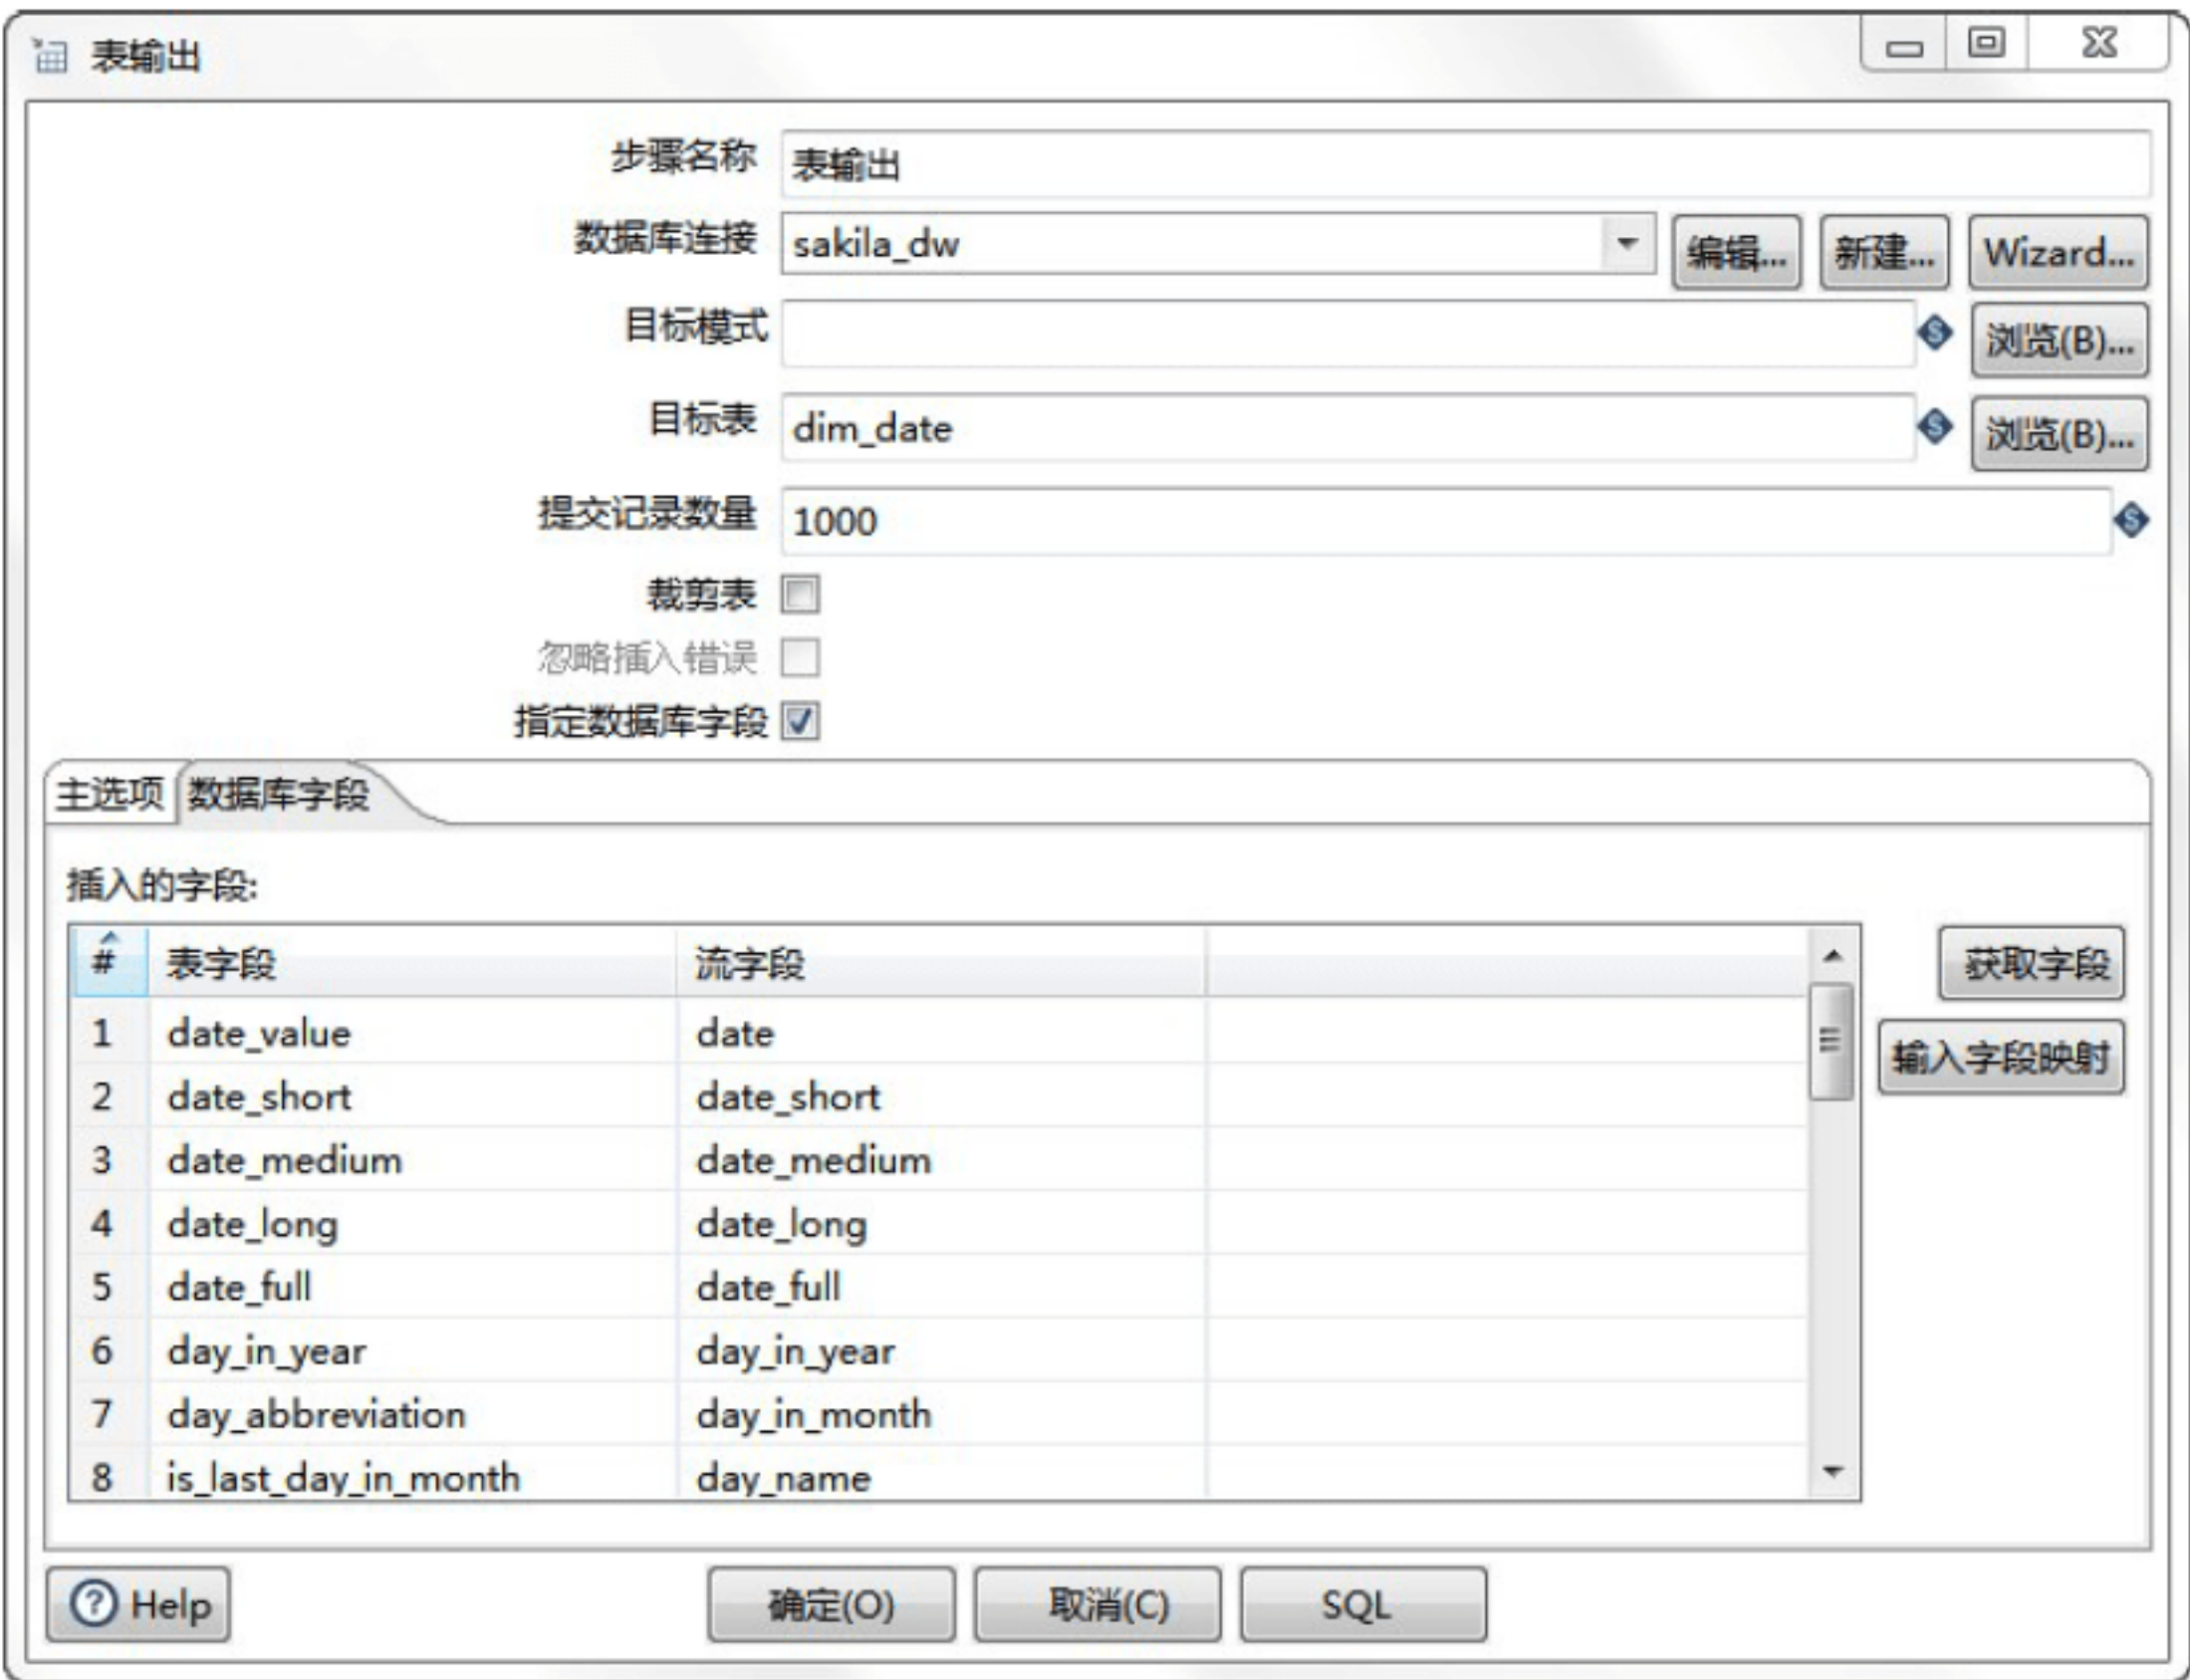 表输出
步骤名称 表输出
数据库连接 sakila_dw 编辑... 新建... Wizard...
目标模式 浏览(B)...
目标表 dim_date 浏览(B)...
提交记录数量 1000
裁剪表
忽略插入错误
指定数据库字段
主选项 数据库字段
插入的字段:
# 表字段 流字段 获取字段
1 date_value date
输入字段映射
2 date_short date_short
3 date_medium date_medium
4 date_long date_long
5 date_full date_full
6 day_in_year day_in_year
7 day_abbreviation day_in_month
8 is_last_day_in_month day_name
Help 确定(O) 取消(C) SQL